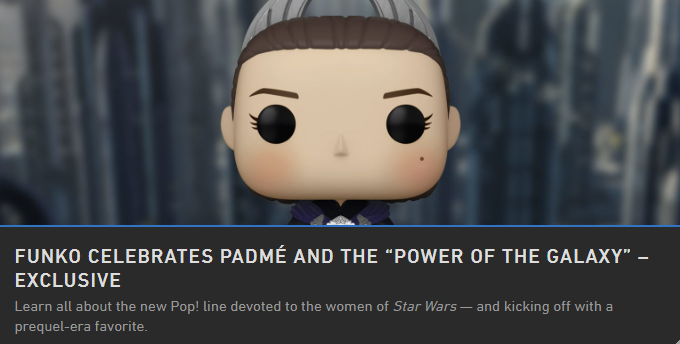 FUNKO CELEBRATES PADMÉ AND THE “POWER OF THE GALAXY” –
EXCLUSIVE
Learn all about the new Pop! line devoted to the women of Star Wars — and kicking off with a
prequel-era favorite.